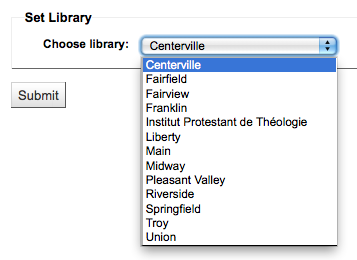 Set Library
Choose library: Centerville
Centerville
Fairfield
Fairview
Franklin
Institut Protestant de Théologie
Liberty
Main
Midway
Pleasant Valley
Riverside
Springfield
Troy
Union
Submit